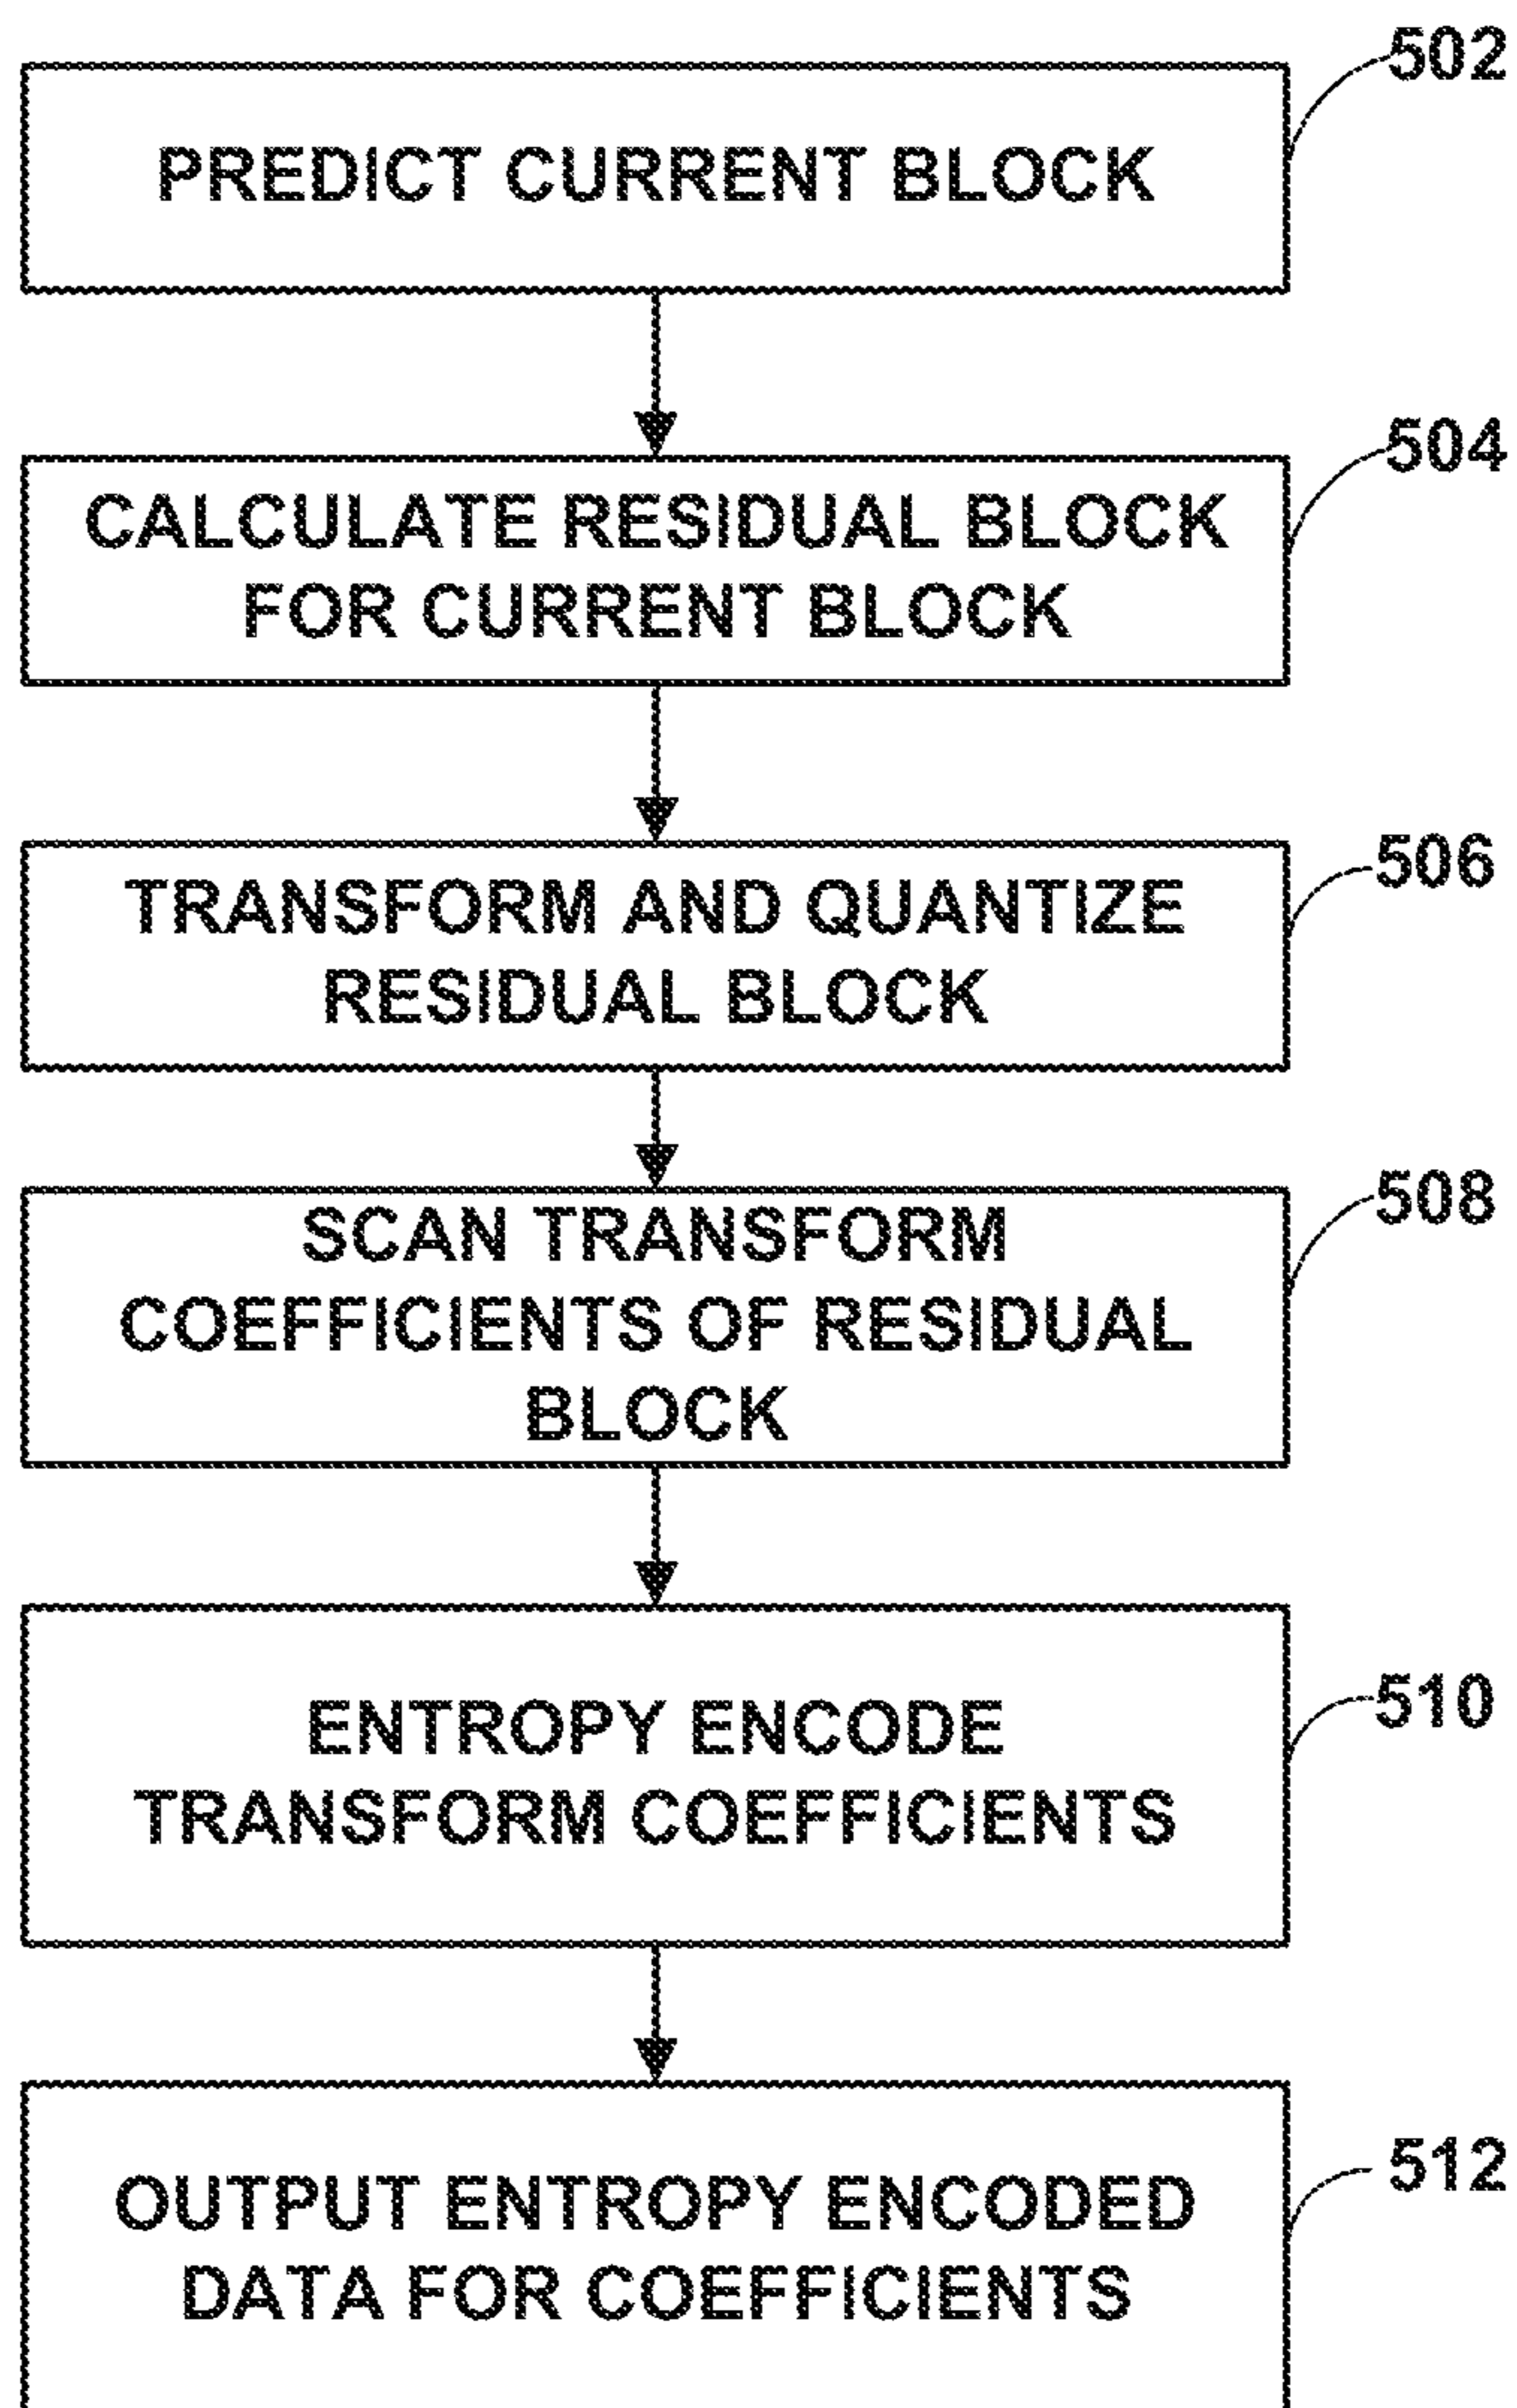 502
PREDICT CURRENT BLOCK
504
CALCULATE RESIDUAL BLOCK
FOR CURRENT BLOCK
506
TRANSFORM AND QUANTIZE
RESIDUAL BLOCK
508
SCAN TRANSFORM
COEFFICIENTS OF RESIDUAL
BLOCK
510
ENTROPY ENCODE
TRANSFORM COEFFICIENTS
512
OUTPUT ENTROPY ENCODED
DATA FOR COEFFICIENTS